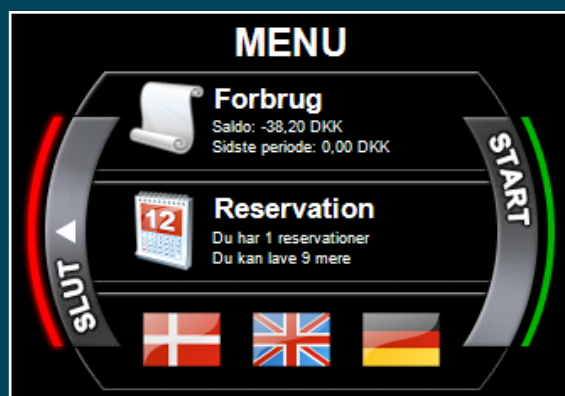 MENU
Forbrug
Saldo: -38,20 DKK
Sidste periode: 0,00 DKK
START
12
Reservation
Du har 1 reservationer
Du kan lave 9 mere
SLUT